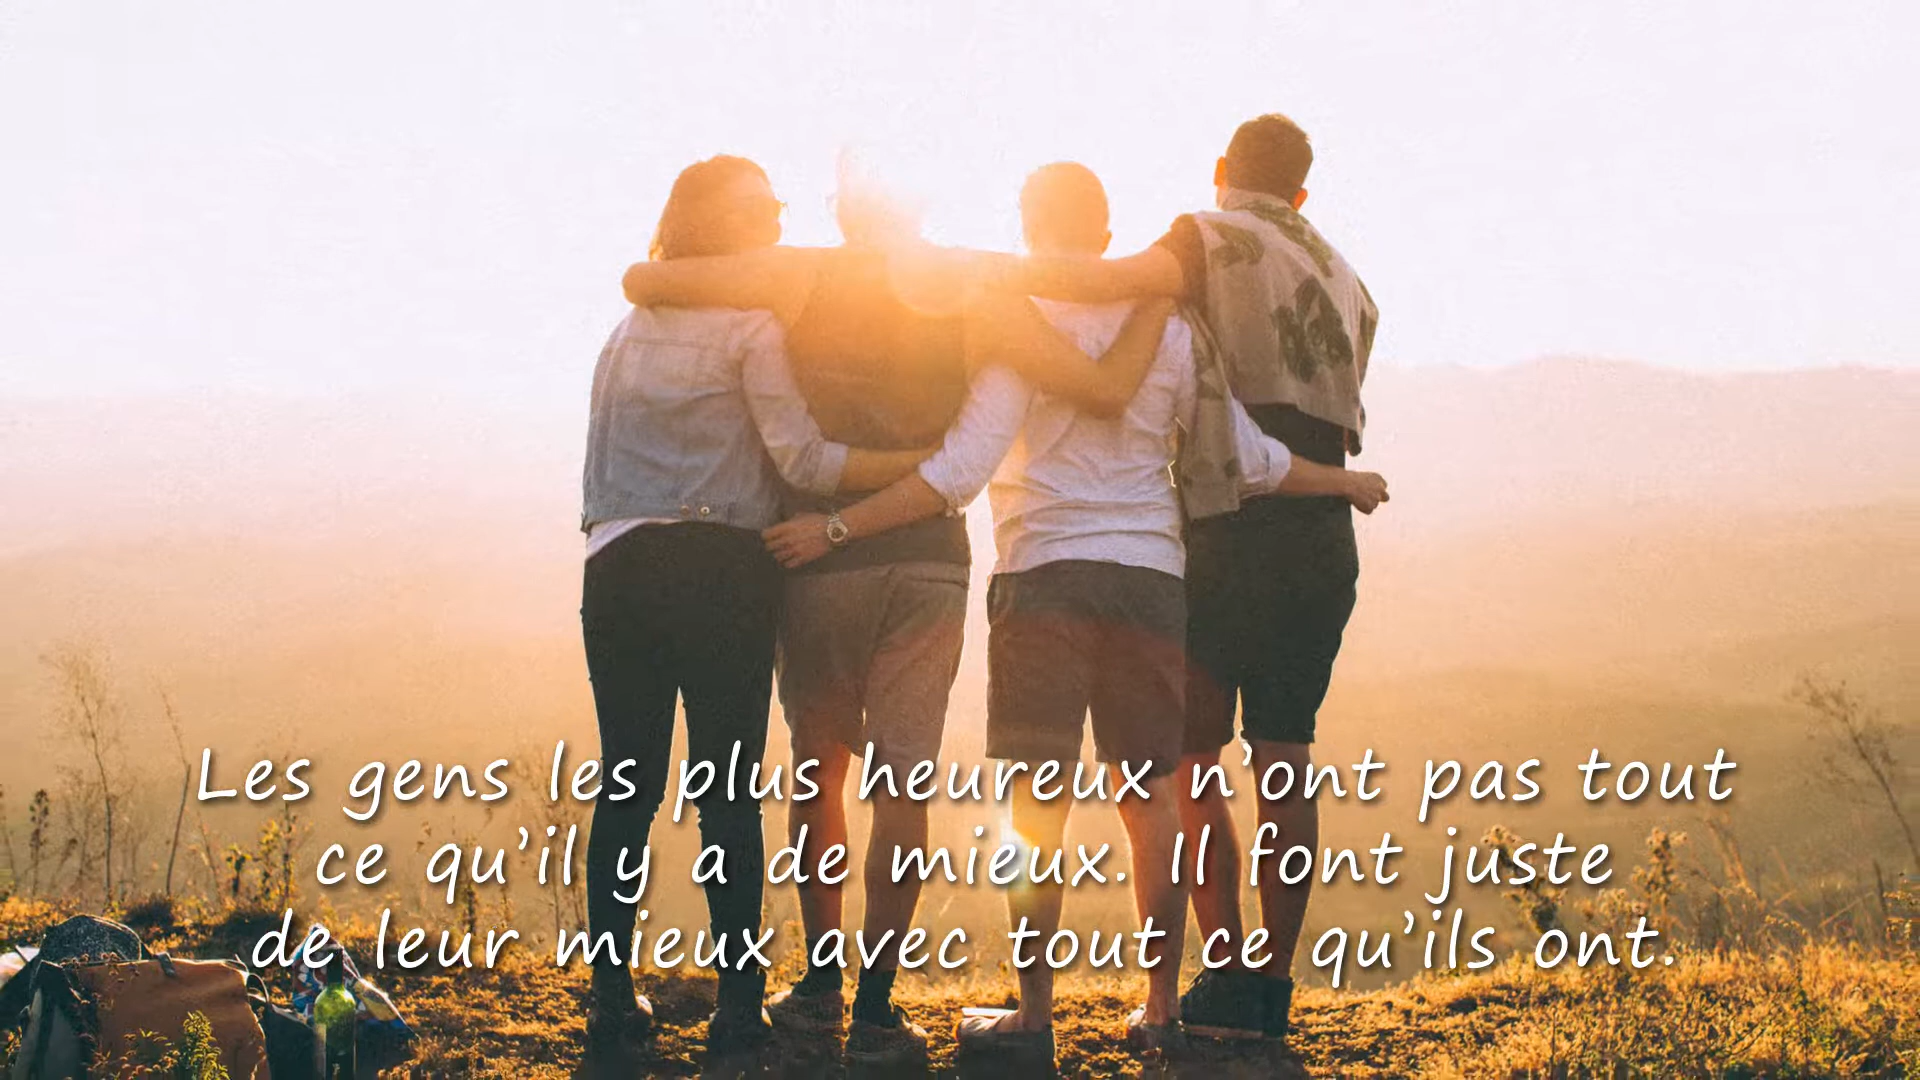 Les gens les plus heureux n’ont pas tout
ce qu’il y a de mieux. Il font juste
de leur mieux avec tout ce qu’ils ont.